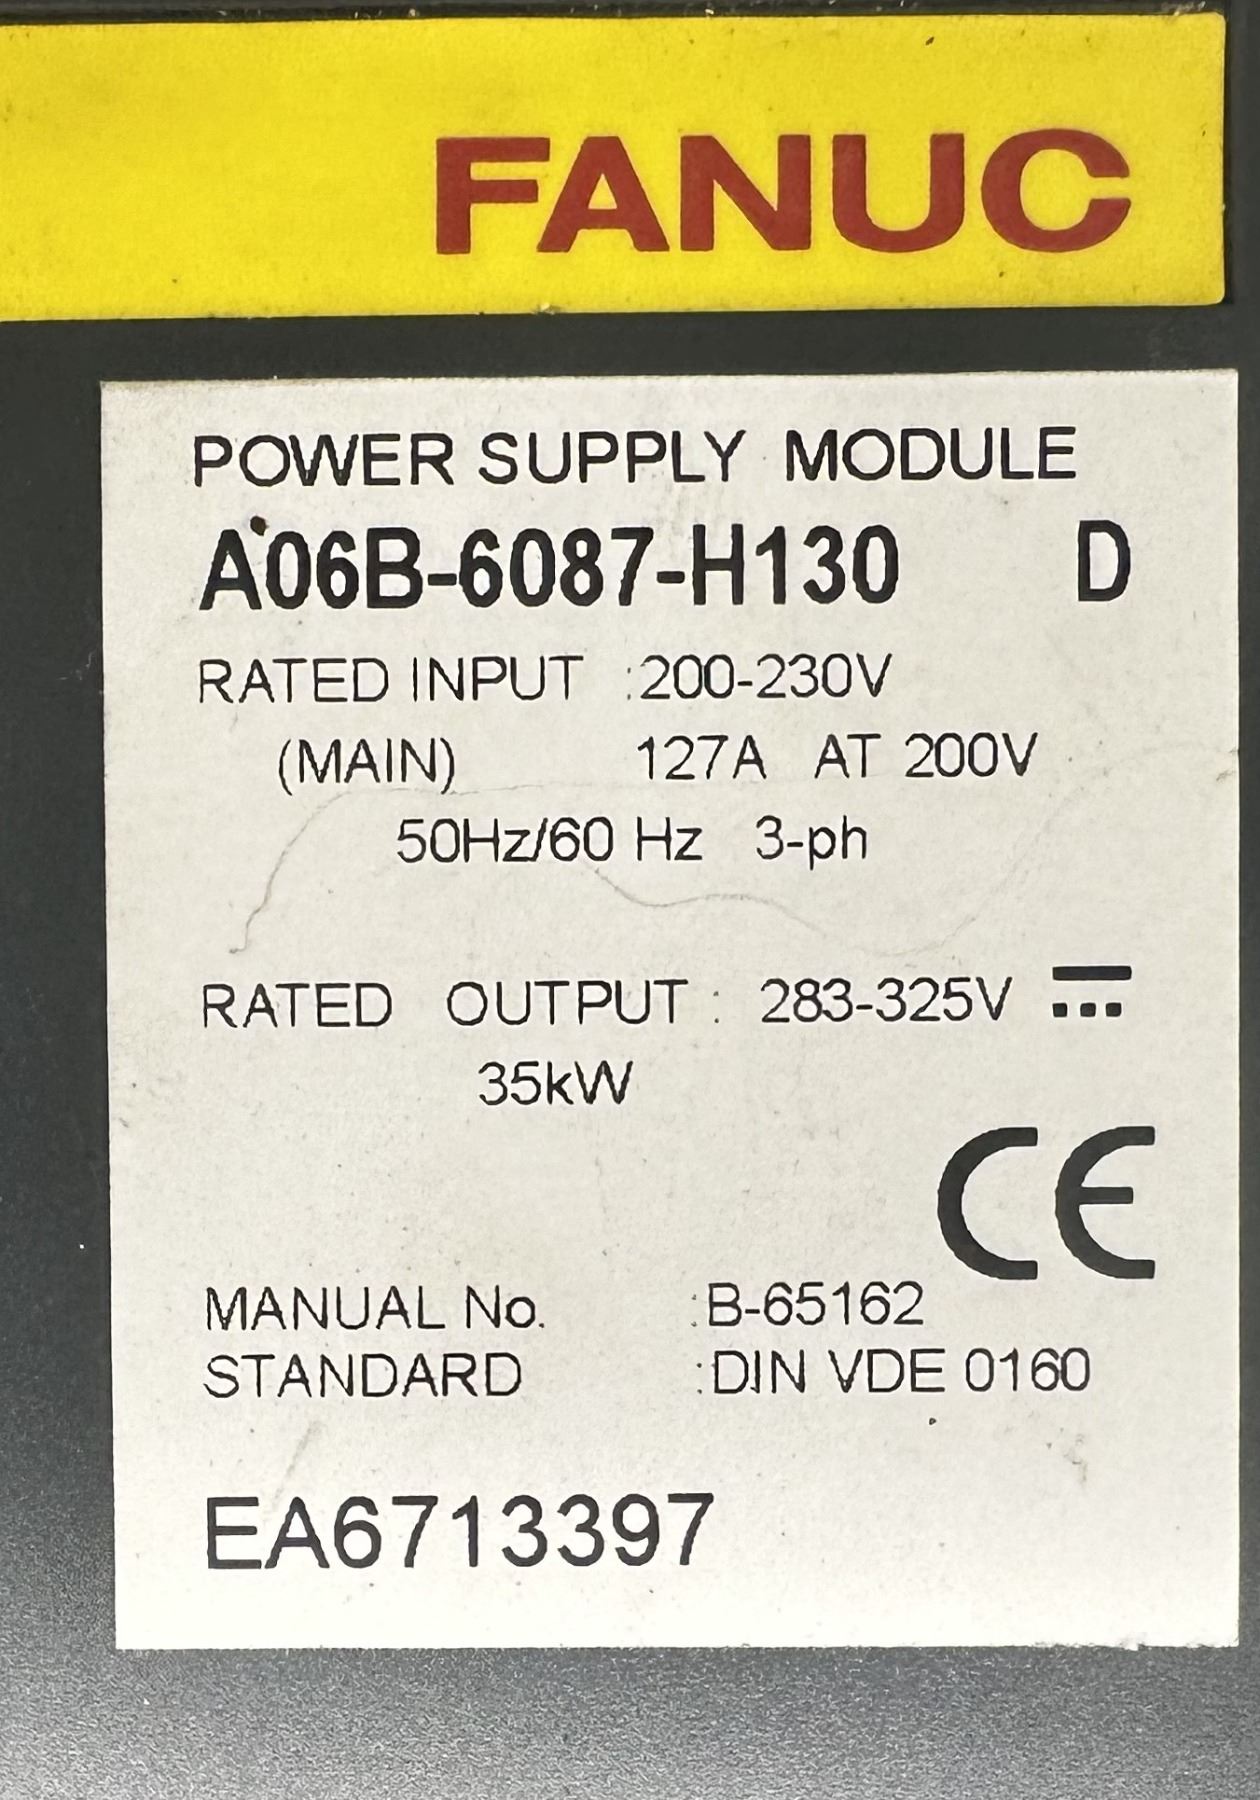 FANUC
POWER SUPPLY MODULE
A06B-6087-H130 D
RATED INPUT :200-230V
(MAIN) 127A AT 200V
50Hz/60 Hz 3-ph
RATED OUTPUT : 283-325V ⎓
35kW
CE
MANUAL No. :B-65162
STANDARD :DIN VDE 0160
EA6713397